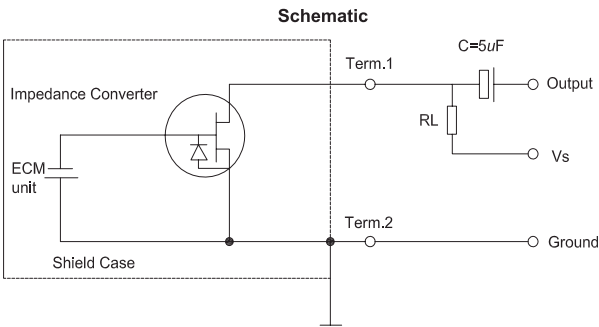 Schematic
C=5uF
Term.1
Output
Impedance Converter
RL
Vs
ECM
unit
Term.2
Ground
Shield Case